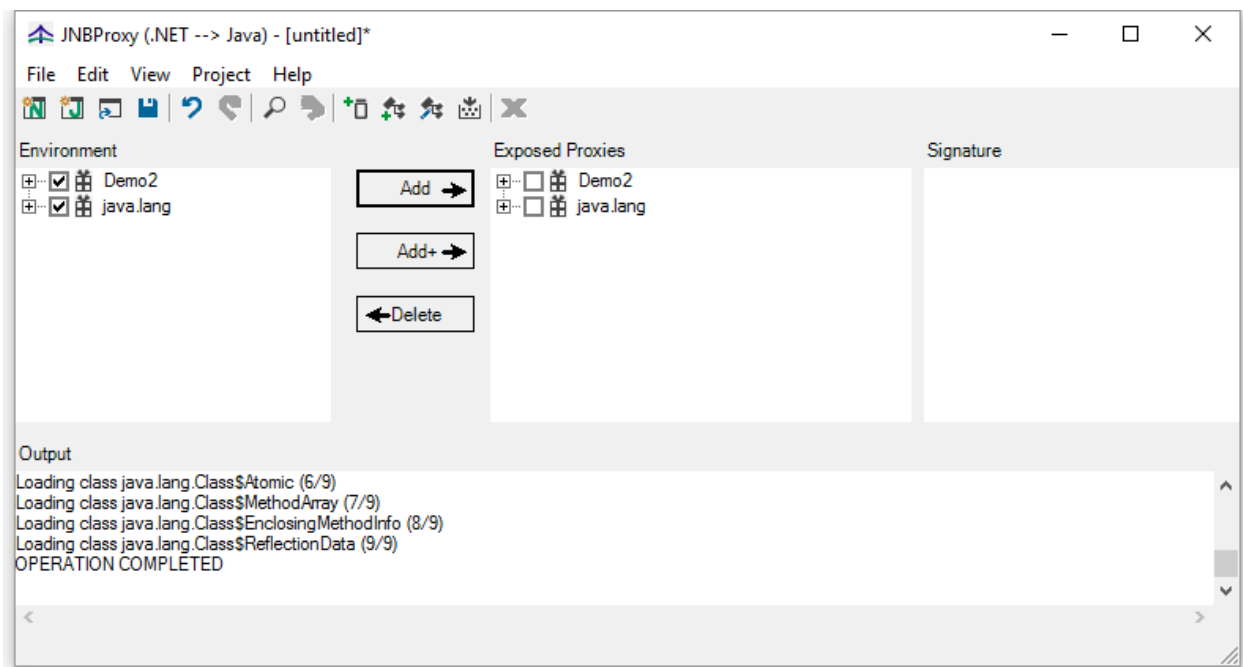 JNBProxy (.NET --> Java) - [untitled]*
File Edit View Project Help
Environment
Exposed Proxies
Signature
Demo2
java.lang
Add
Add+
Delete
Demo2
java.lang
Output
Loading class java.lang.Class$Atomic (6/9)
Loading class java.lang.Class$MethodArray (7/9)
Loading class java.lang.Class$EnclosingMethodInfo (8/9)
Loading class java.lang.Class$ReflectionData (9/9)
OPERATION COMPLETED